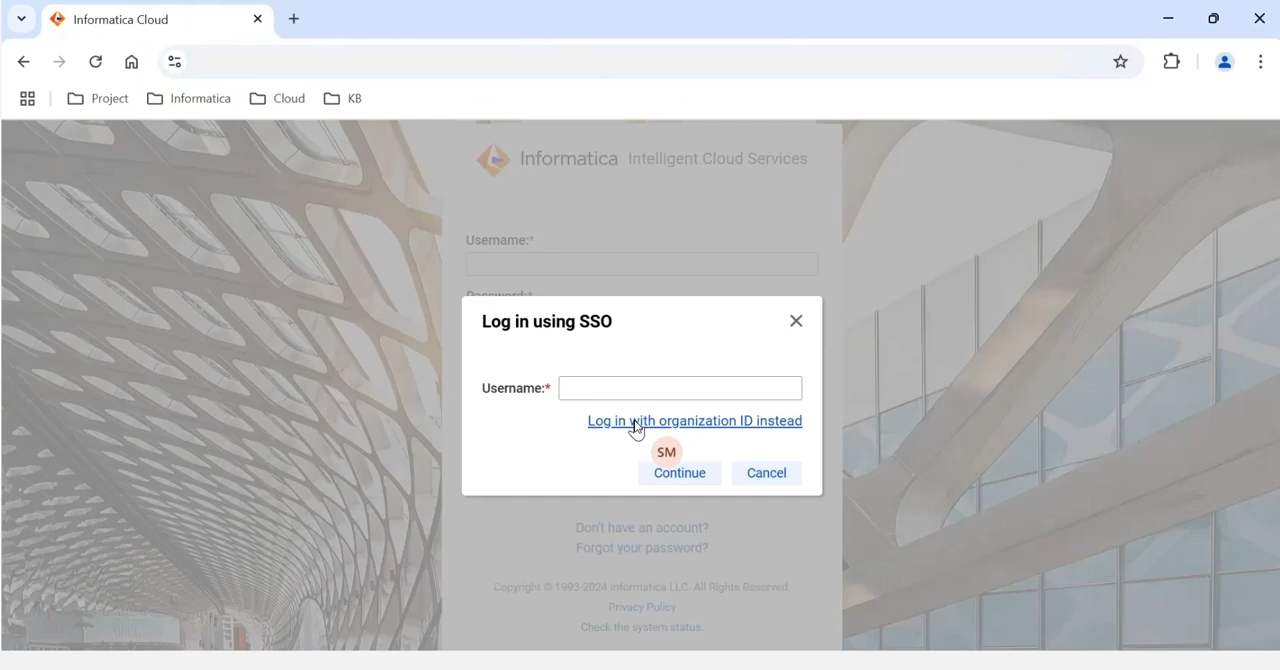 Informatica Cloud
Project Informatica Cloud KB
Informatica Intelligent Cloud Services
Username:*
Password:*
Log in using SSO
Username:*
Log in with organization ID instead
SM
Continue Cancel
Don't have an account?
Forgot your password?
Copyright © 1993-2024 Informatica LLC. All Rights Reserved.
Privacy Policy
Check the system status.